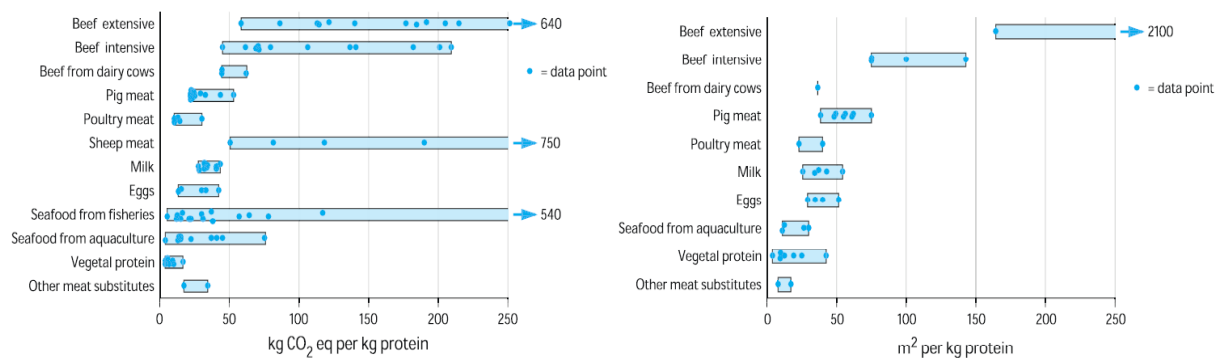 Beef extensive
640
Beef intensive
Beef from dairy cows
= data point
Pig meat
Poultry meat
Sheep meat
750
Milk
Eggs
Seafood from fisheries
540
Seafood from aquaculture
Vegetal protein
Other meat substitutes
0 50 100 150 200 250
kg CO₂ eq per kg protein
Beef extensive
2100
Beef intensive
Beef from dairy cows
= data point
Pig meat
Poultry meat
Milk
Eggs
Seafood from aquaculture
Vegetal protein
Other meat substitutes
0 50 100 150 200 250
m² per kg protein